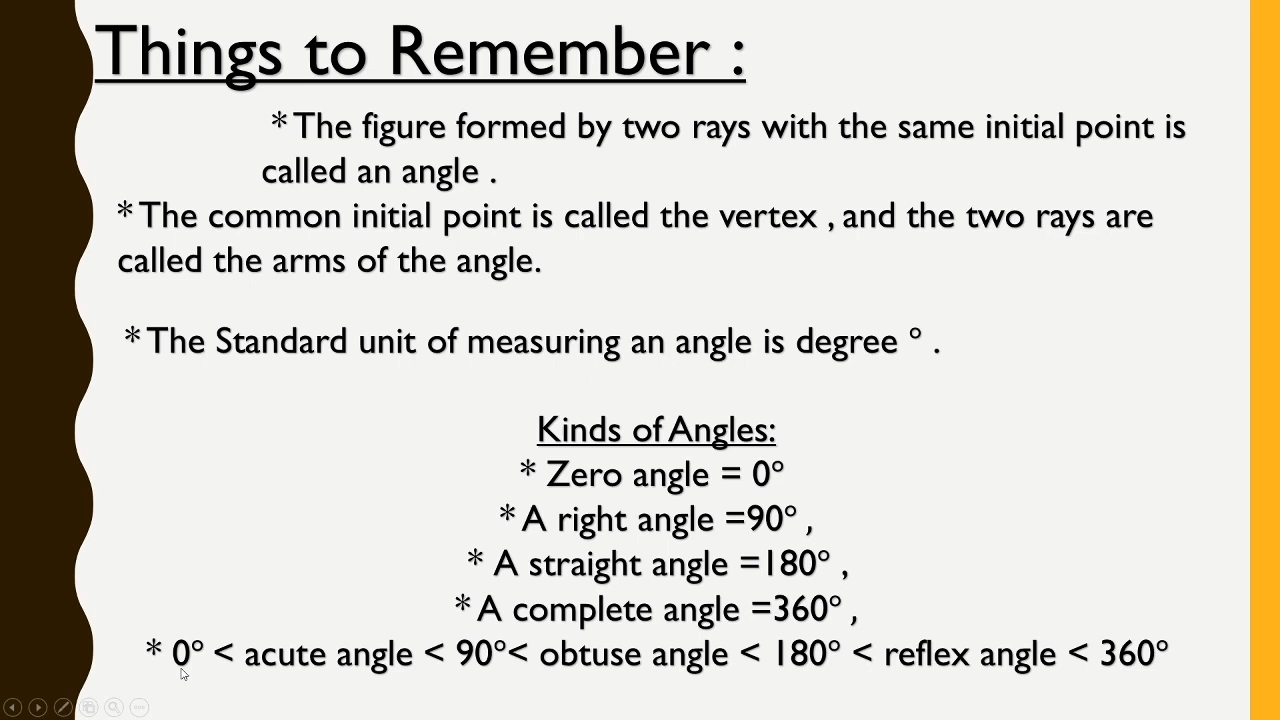 Things to Remember :
* The figure formed by two rays with the same initial point is
called an angle .
* The common initial point is called the vertex , and the two rays are
called the arms of the angle.
* The Standard unit of measuring an angle is degree ° .
Kinds of Angles:
* Zero angle = 0°
* A right angle =90° ,
* A straight angle =180° ,
* A complete angle =360° ,
* 0° < acute angle < 90°< obtuse angle < 180° < reflex angle < 360°